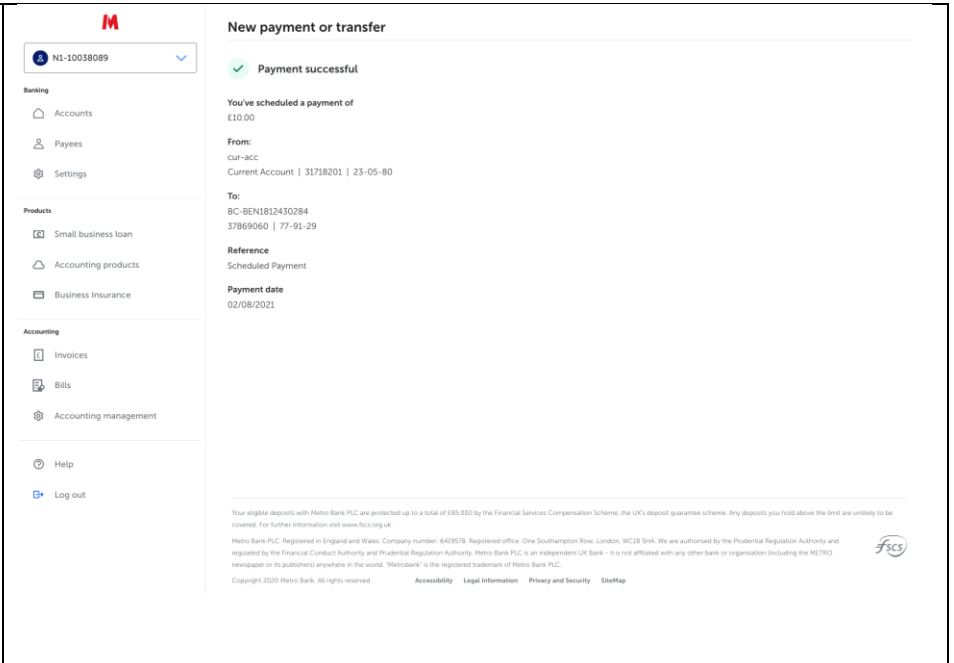 M
N1-10038089
Banking
Accounts
Payees
Settings
Products
Small business loan
Accounting products
Business Insurance
Accounting
Invoices
Bills
Accounting management
Help
Log out
New payment or transfer
Payment successful
You've scheduled a payment of
£10.00
From:
cur-acc
Current Account | 31718201 | 23-05-80
To:
BC-BEN1812430284
37869060 | 77-91-29
Reference
Scheduled Payment
Payment date
02/08/2021
Your eligible deposits with Metro Bank PLC are protected up to a total of £85,000 by the Financial Services Compensation Scheme, the UK's deposit guarantee scheme. Any deposits you hold above the limit are unlikely to be
covered. For further information visit www.fscs.org.uk .
Metro Bank PLC. Registered in England and Wales. Company number: 6419578. Registered office: One Southampton Row, London, WC1B 5HA. We are authorised by the Prudential Regulation Authority and
regulated by the Financial Conduct Authority and Prudential Regulation Authority. Metro Bank PLC is an independent UK Bank - it is not affiliated with any other bank or organisation (including the METRO
newspaper or its publishers) anywhere in the world. "Metrobank" is the registered trademark of Metro Bank PLC.
fscs
Copyright 2020 Metro Bank. All rights reserved. Accessibility Legal Information Privacy and Security SiteMap